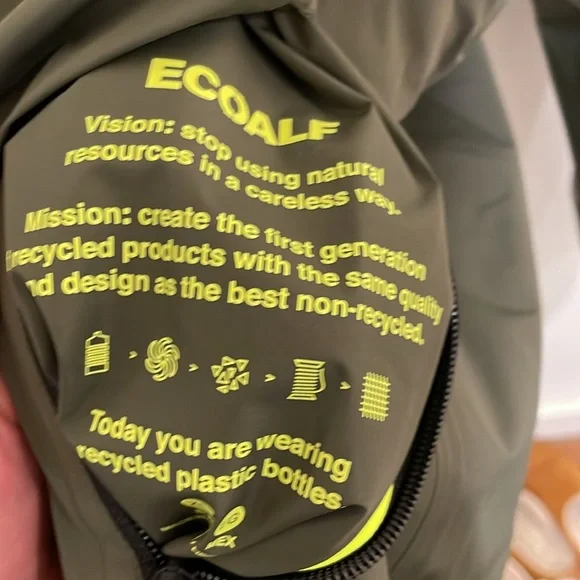 ECOALF
Vision: stop using natural
resources in a careless way.
Mission: create the first generation
recycled products with the same quality
and design as the best non-recycled.
Today you are wearing
recycled plastic bottles